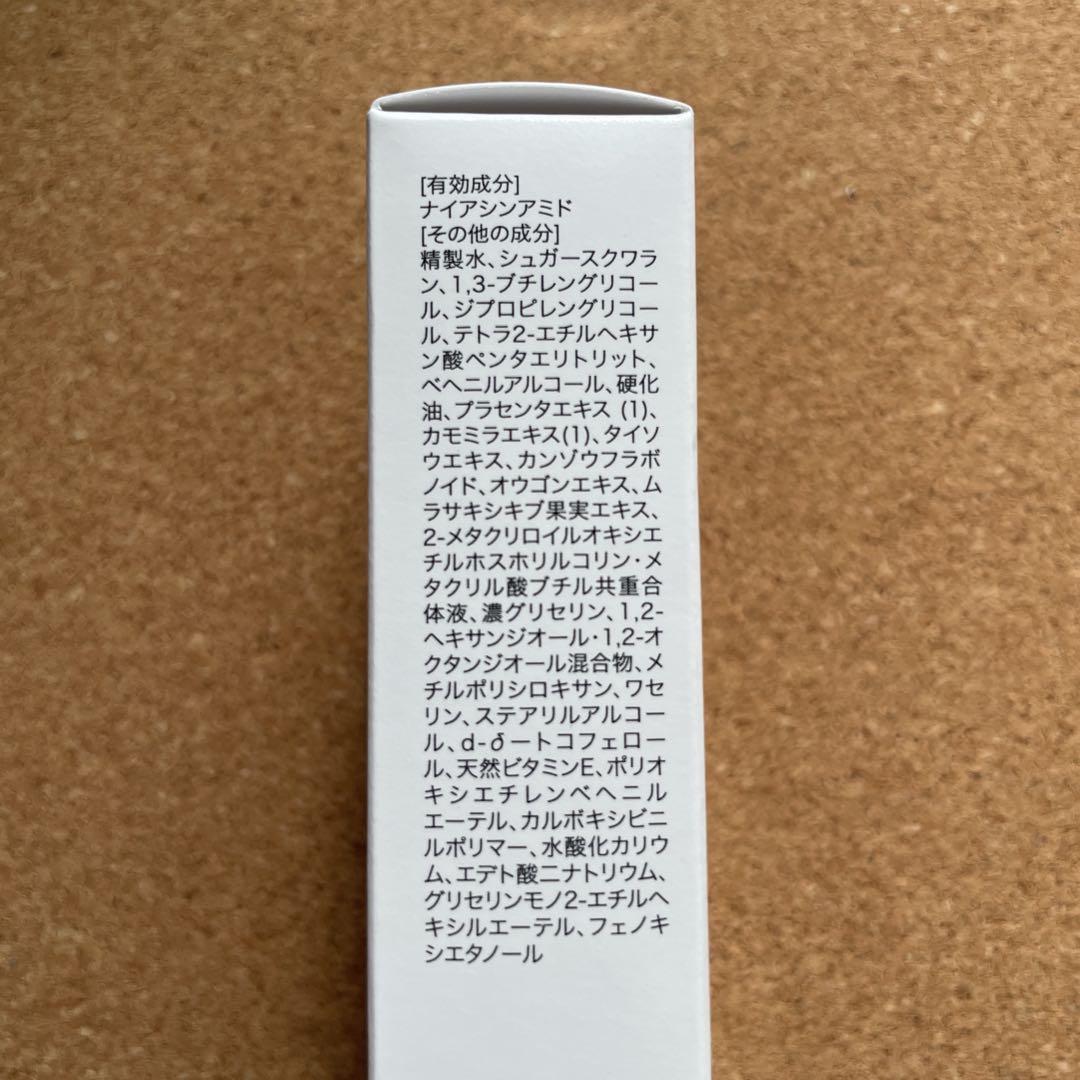 [有効成分]
ナイアシンアミド
[その他の成分]
精製水、シュガースクワラ
ン、1,3-ブチレングリコー
ル、ジプロピレングリコー
ル、テトラ2-エチルヘキサ
ン酸ペンタエリトリット、
ベヘニルアルコール、硬化
油、プラセンタエキス (1)、
カモミラエキス(1)、タイソ
ウエキス、カンゾウフラボ
ノイド、オウゴンエキス、ム
ラサキシキブ果実エキス、
2-メタクリロイルオキシエ
チルホスホリルコリン・メ
タクリル酸ブチル共重合
体液、濃グリセリン、1,2-
ヘキサンジオール・1,2-オ
クタンジオール混合物、メ
チルポリシロキサン、ワセ
リン、ステアリルアルコー
ル、d-δートコフェロー
ル、天然ビタミンE、ポリオ
キシエチレンベヘニル
エーテル、カルボキシビニ
ルポリマー、水酸化カリウ
ム、エデト酸二ナトリウム、
グリセリンモノ2-エチルヘ
キシルエーテル、フェノキ
シエタノール